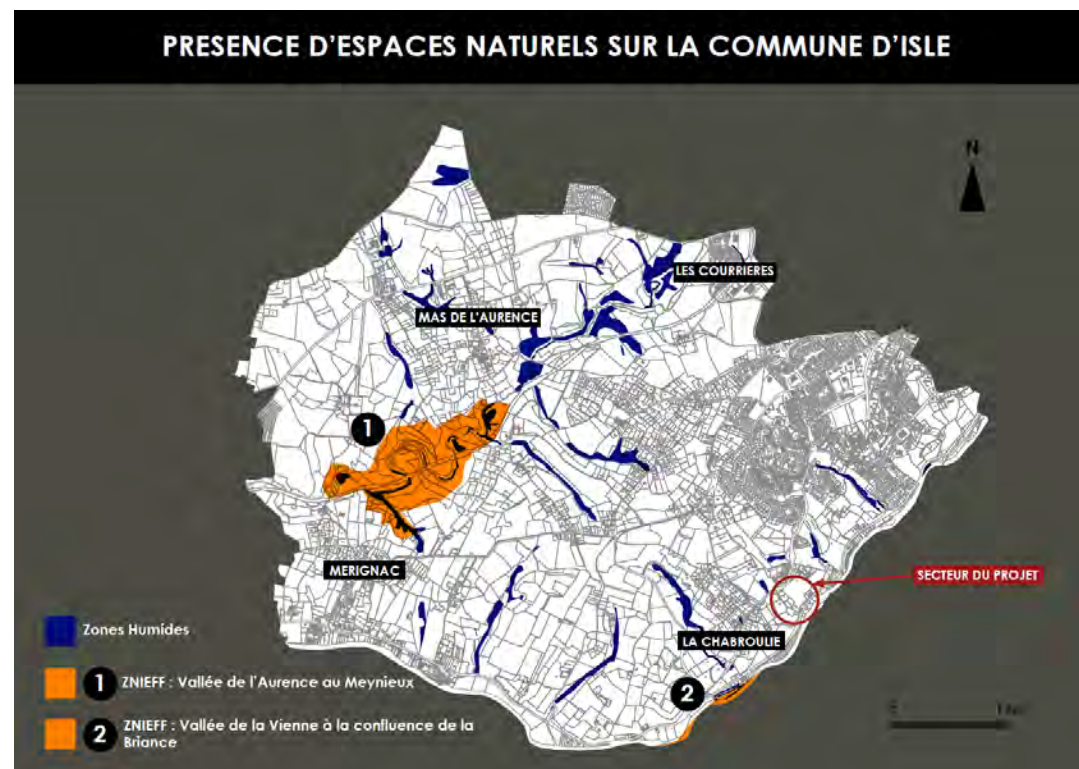 PRESENCE D'ESPACES NATURELS SUR LA COMMUNE D'ISLE
N
LES COURRIERES
MAS DE L'AURENCE
1
MERIGNAC
SECTEUR DU PROJET
LA CHABROULIE
2
Zones Humides
1 ZNIEFF : Vallée de l'Aurence au Meynieux
2 ZNIEFF : Vallée de la Vienne à la confluence de la
Briance